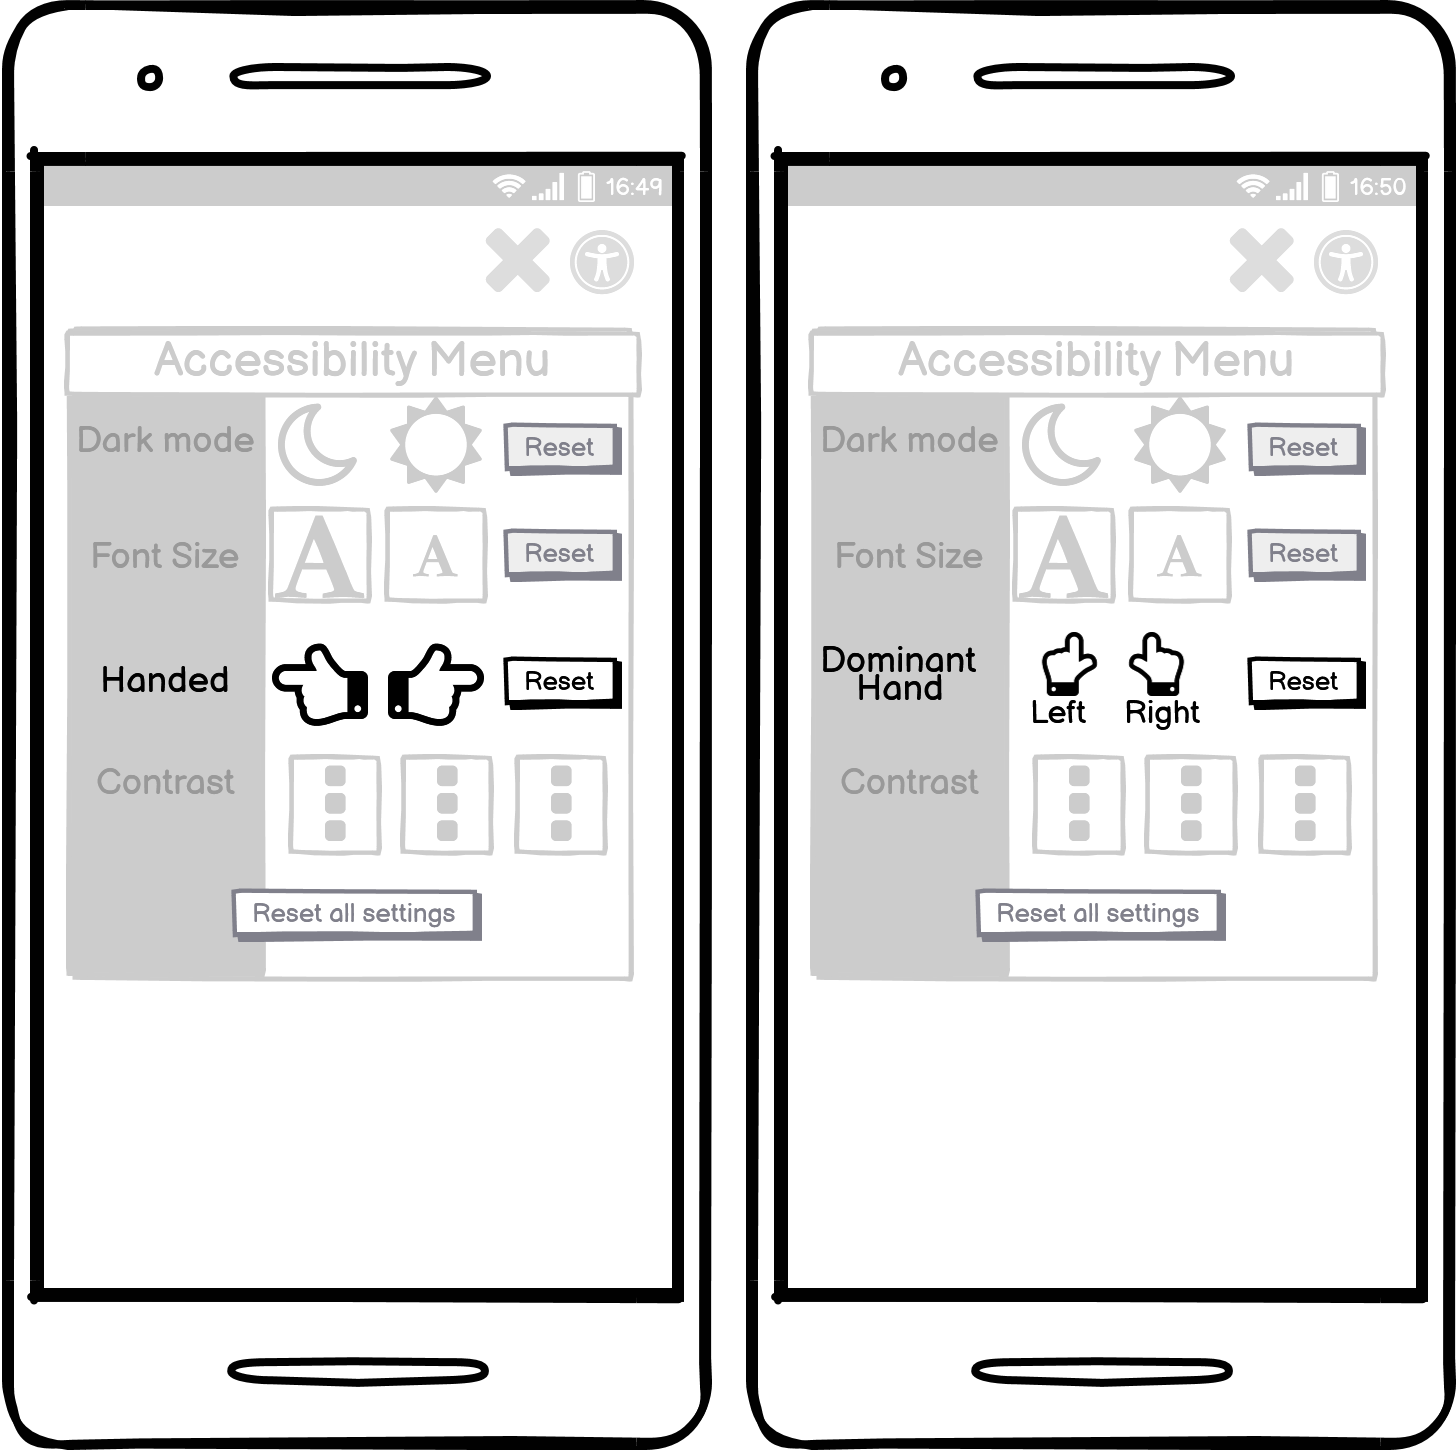 16:49
Accessibility Menu
Dark mode
Reset
Font Size
A
A
Reset
Handed
Reset
Contrast
Reset all settings
16:50
Accessibility Menu
Dark mode
Reset
Font Size
A
A
Reset
Dominant
Hand
Left
Right
Reset
Contrast
Reset all settings